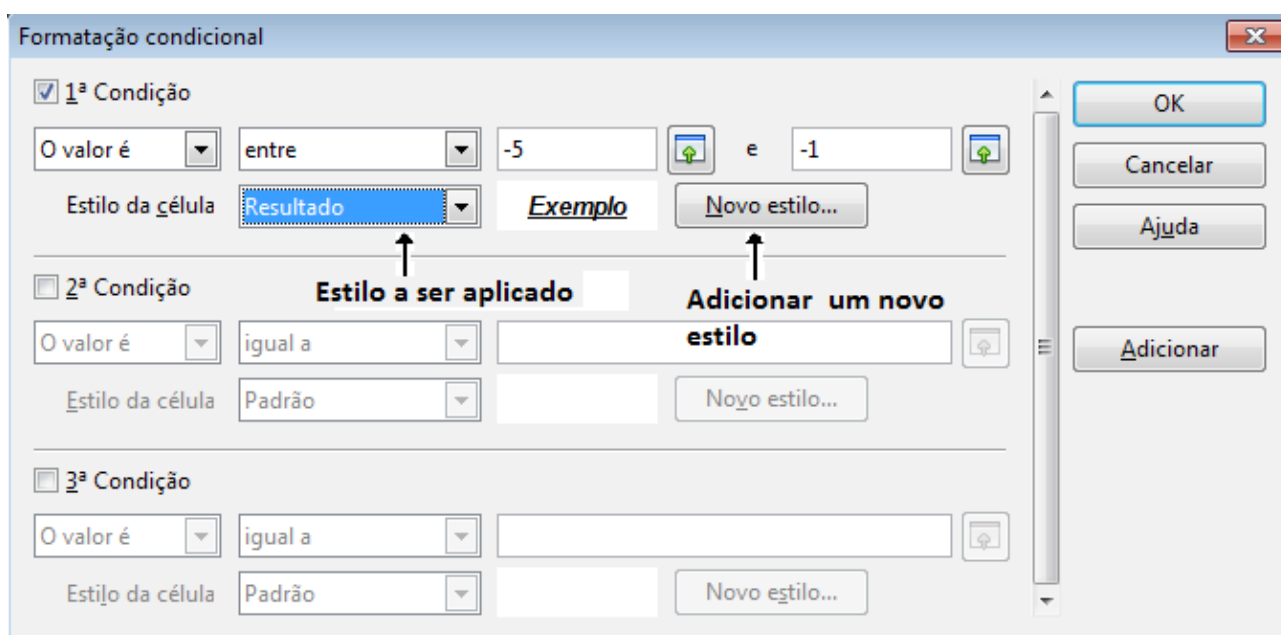 Formatação condicional
1ª Condição
OK
O valor é entre -5 e -1
Cancelar
Estilo da célula Resultado Exemplo Novo estilo...
Ajuda
2ª Condição
Estilo a ser aplicado
Adicionar um novo
estilo
O valor é igual a
Adicionar
Estilo da célula Padrão Novo estilo...
3ª Condição
O valor é igual a
Estilo da célula Padrão Novo estilo...